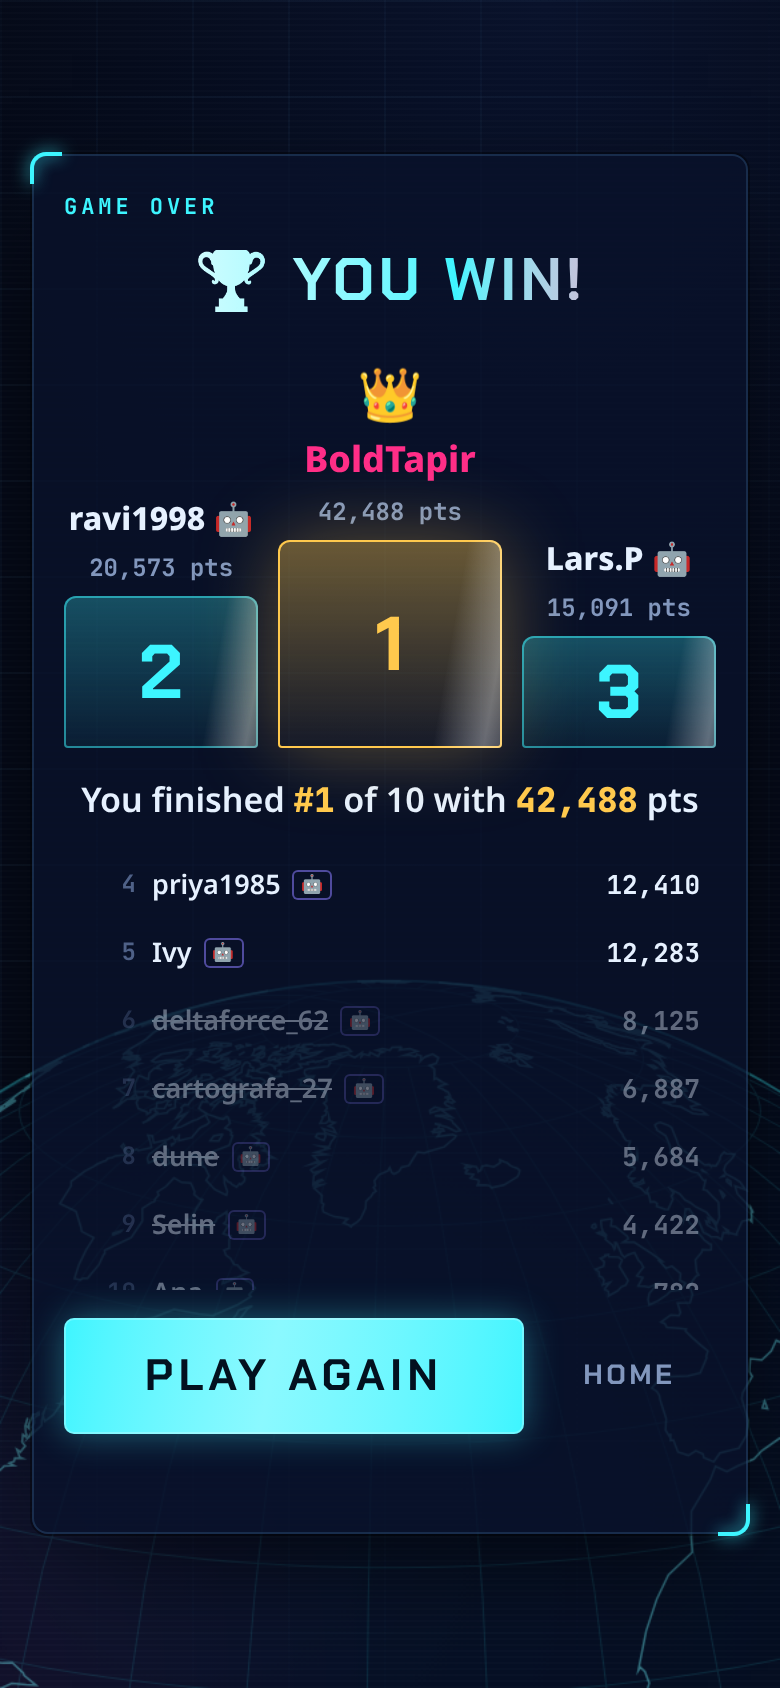 GAME OVER
YOU WIN!
BoldTapir
42,488 pts
ravi1998
20,573 pts
Lars.P
15,091 pts
1
2
3
You finished #1 of 10 with 42,488 pts
4 priya1985 12,410
5 Ivy 12,283
6 deltaforce_62 8,125
7 cartografa_27 6,887
8 dune 5,684
9 Selin 4,422
PLAY AGAIN
HOME